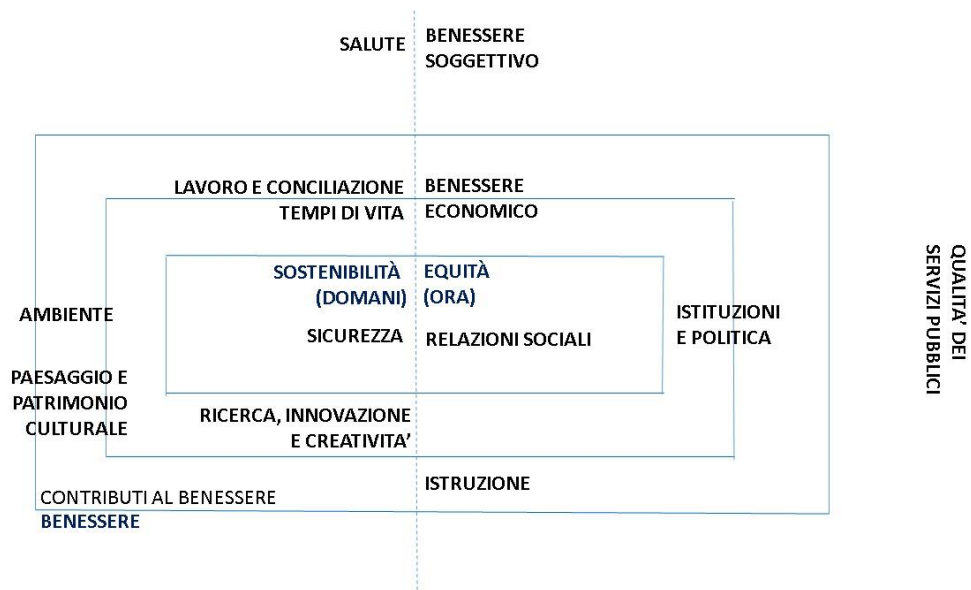 SALUTE
BENESSERE
SOGGETTIVO
LAVORO E CONCILIAZIONE
TEMPI DI VITA
BENESSERE
ECONOMICO
SOSTENIBILITÀ
(DOMANI)
EQUITÀ
(ORA)
SICUREZZA
RELAZIONI SOCIALI
AMBIENTE
ISTITUZIONI
E POLITICA
QUALITA' DEI
SERVIZI PUBBLICI
PAESAGGIO E
PATRIMONIO
CULTURALE
RICERCA, INNOVAZIONE
E CREATIVITA'
ISTRUZIONE
CONTRIBUTI AL BENESSERE
BENESSERE